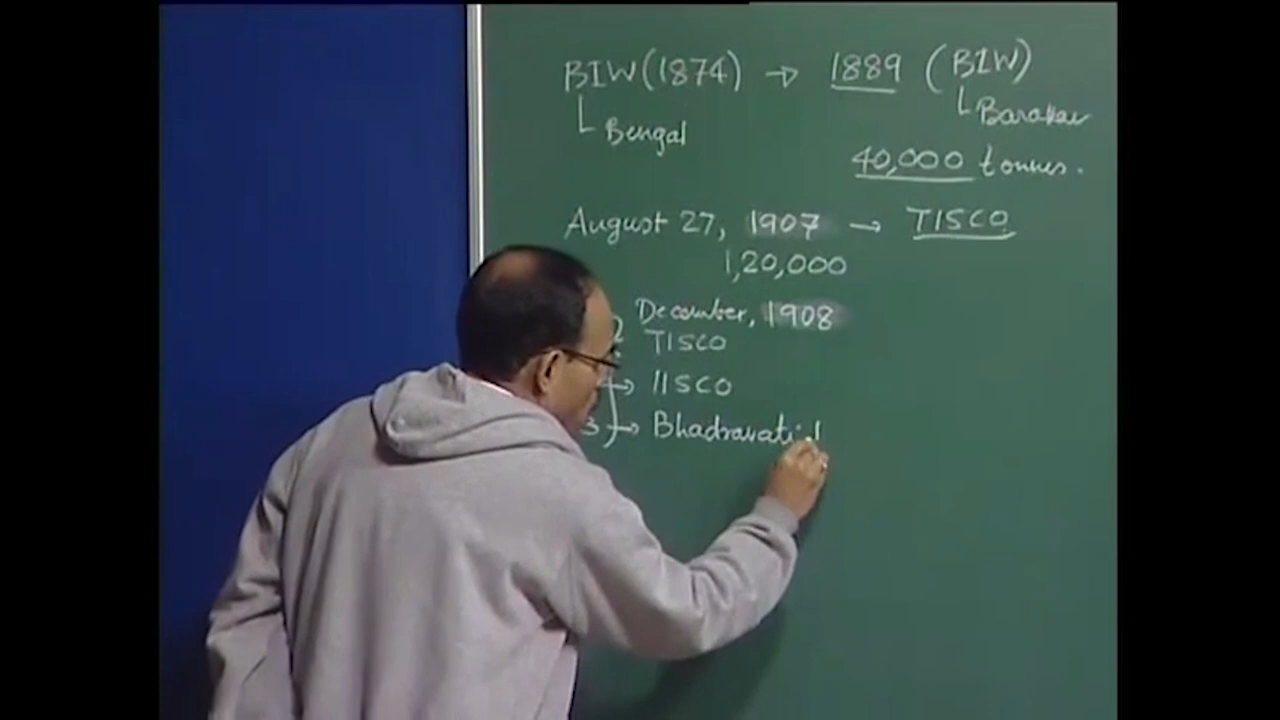 BIW (1874) → 1889 (BIW)
Bengal
Barakar
40,000 tonnes.
August 27, 1907 → TISCO
1,20,000
December, 1908
TISCO
→ IISCO
3 → Bhadravati